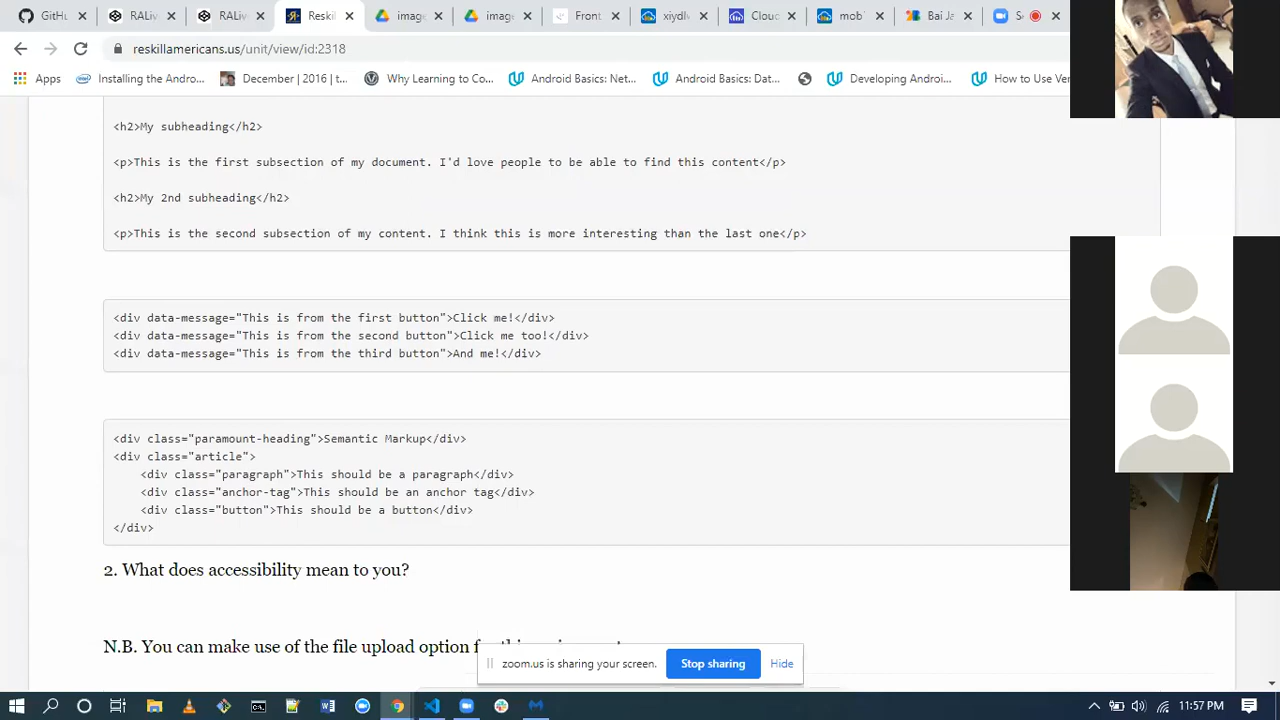 GitHu
RALiv
RALiv
Reskil
image
image
Front
xiydlv
Cloud
mob
Bai Ja
S
reskillamericans.us/unit/view/id:2318
Apps
Installing the Andro...
December | 2016 | t...
Why Learning to Co...
Android Basics: Net...
Android Basics: Dat...
Developing Androi...
How to Use Ver
<h2>My subheading</h2>
<p>This is the first subsection of my document. I'd love people to be able to find this content</p>
<h2>My 2nd subheading</h2>
<p>This is the second subsection of my content. I think this is more interesting than the last one</p>
<div data-message="This is from the first button">Click me!</div>
<div data-message="This is from the second button">Click me too!</div>
<div data-message="This is from the third button">And me!</div>
<div class="paramount-heading">Semantic Markup</div>
<div class="article">
<div class="paragraph">This should be a paragraph</div>
<div class="anchor-tag">This should be an anchor tag</div>
<div class="button">This should be a button</div>
</div>
2. What does accessibility mean to you?
N.B. You can make use of the file upload option
zoom.us is sharing your screen.
Stop sharing
Hide
11:57 PM